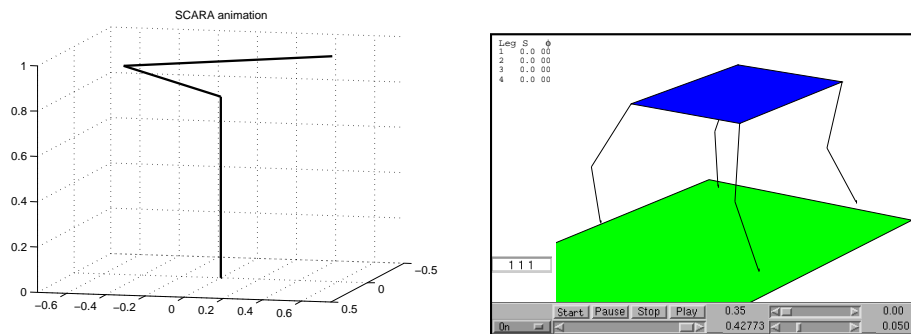 SCARA animation
1
0.8
0.6
0.4
0.2
0
−0.6 −0.4 −0.2 0 0.2 0.4 0.6
0.5
0
−0.5
Leg S ϕ
1 0.0 00
2 0.0 00
3 0.0 00
4 0.0 00
1 1 1
Start Pause Stop Play 0.35 0.00
On 0.42773 0.050